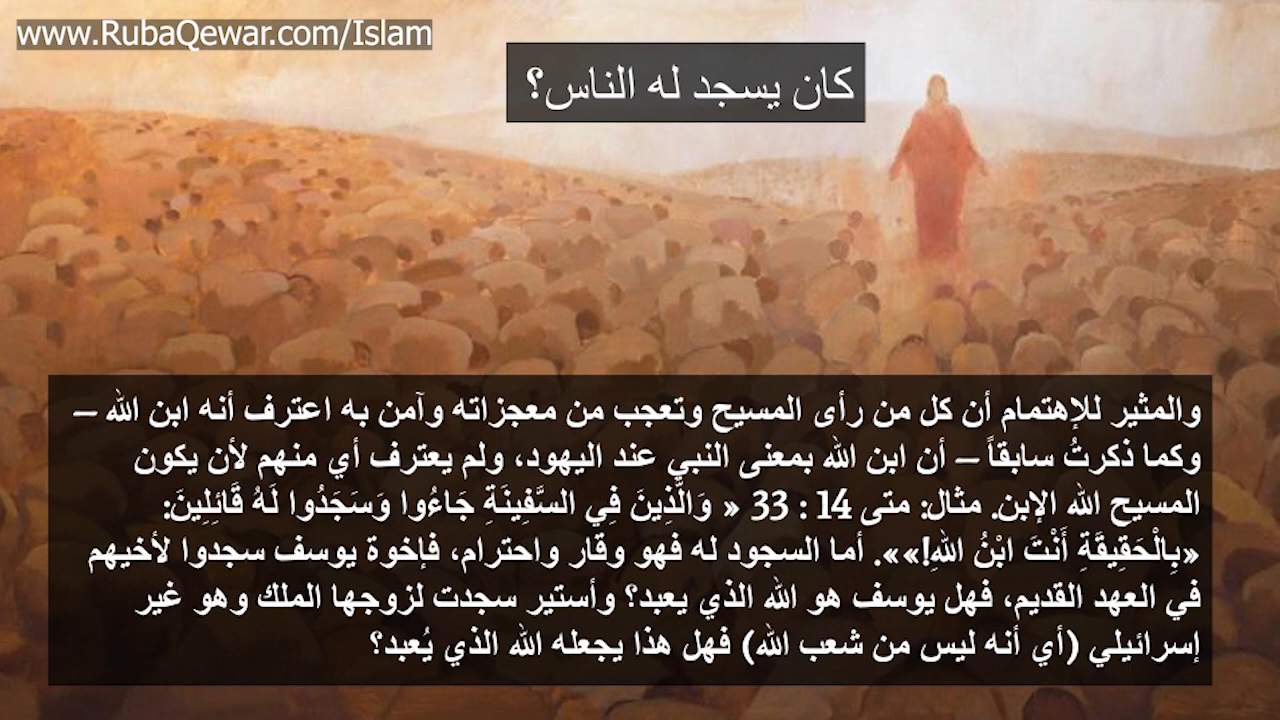 www.RubaQewar.com/Islam
كان يسجد له الناس؟
والمثير للإهتمام أن كل من رأى المسيح وتعجب من معجزاته وآمن به اعترف أنه ابن الله –
وكما ذكرتُ سابقاً – أن ابن الله بمعنى النبي عند اليهود، ولم يعترف أي منهم لأن يكون
المسيح الله الإبن. مثال: متى 14 : 33 « وَالَّذِينَ فِي السَّفِينَةِ جَاءُوا وَسَجَدُوا لَهُ قَائِلِينَ:
«بِالْحَقِيقَةِ أَنْتَ ابْنُ اللهِ!»». أما السجود له فهو وقار واحترام، فإخوة يوسف سجدوا لأخيهم
في العهد القديم، فهل يوسف هو الله الذي يعبد؟ وأستير سجدت لزوجها الملك وهو غير
إسرائيلي (أي أنه ليس من شعب الله) فهل هذا يجعله الله الذي يُعبد؟